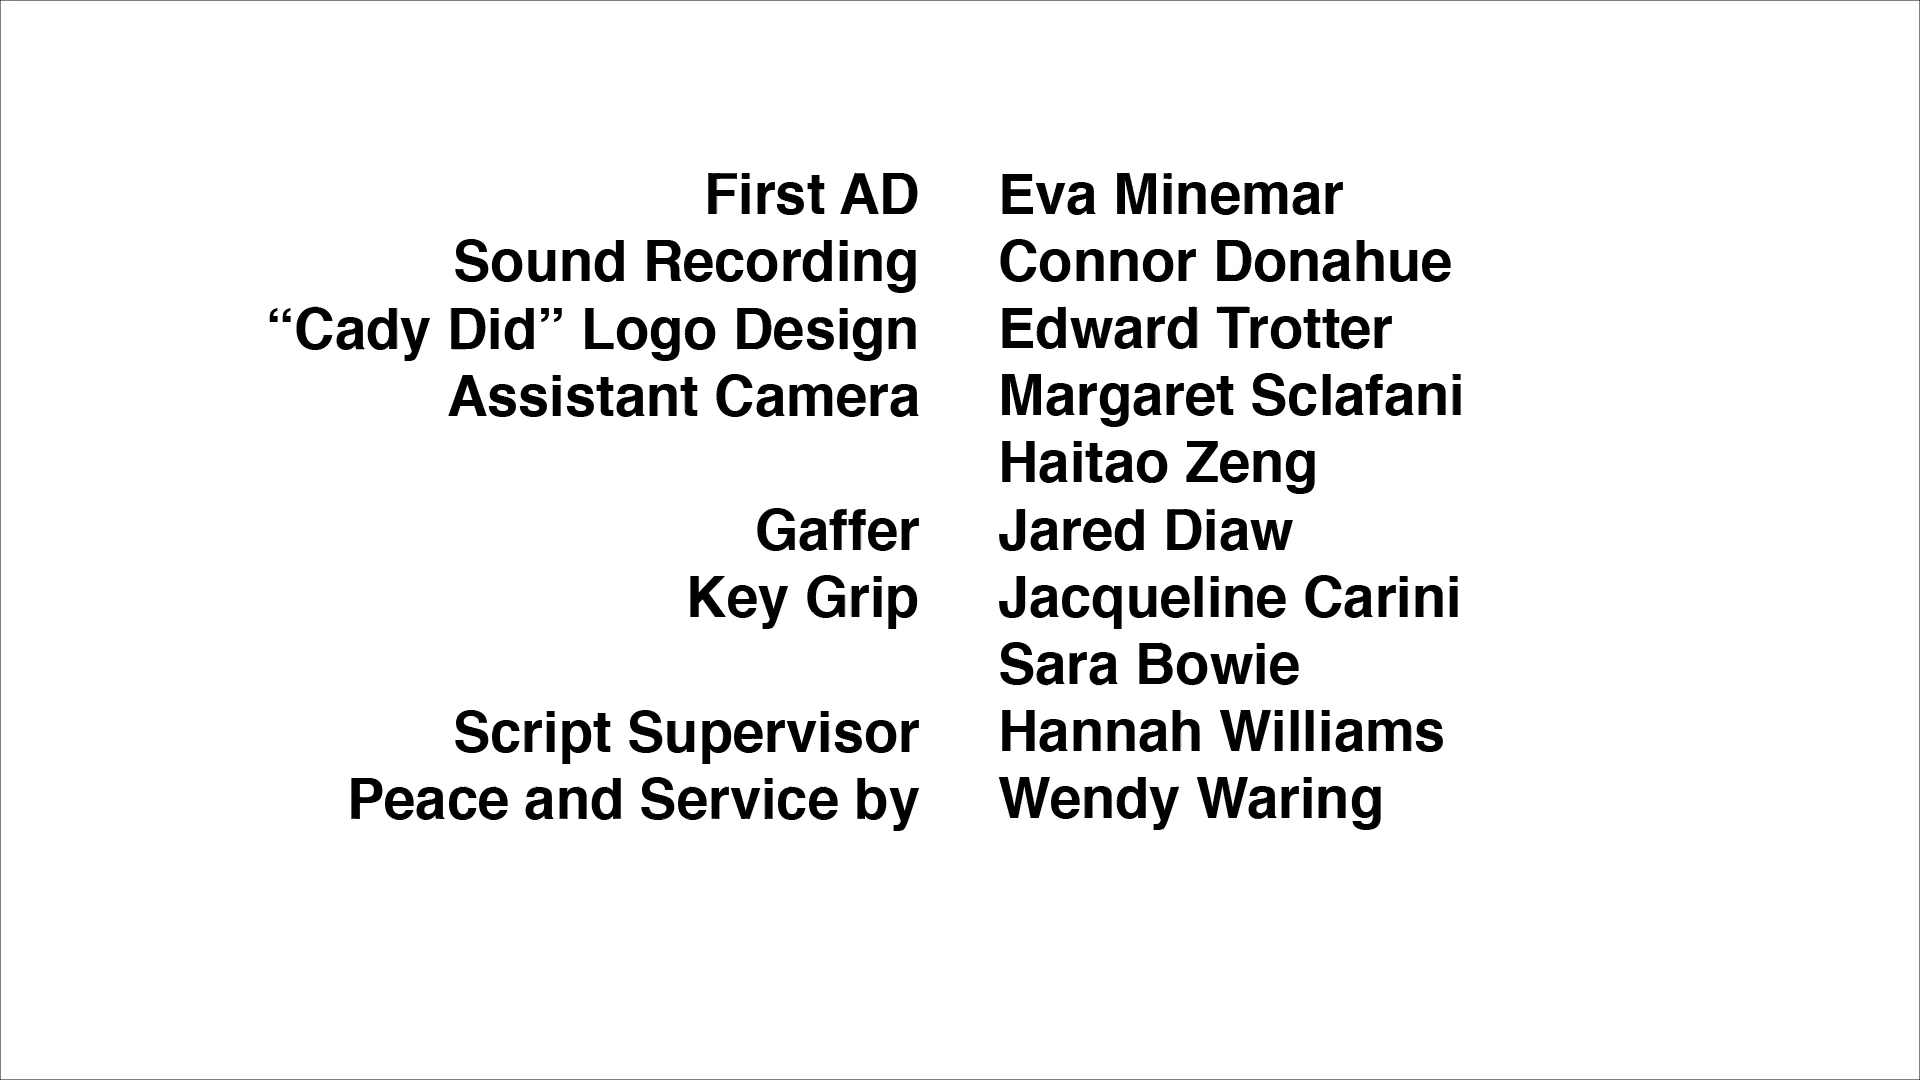 First AD Eva Minemar
Sound Recording Connor Donahue
“Cady Did” Logo Design Edward Trotter
Assistant Camera Margaret Sclafani
Haitao Zeng
Gaffer Jared Diaw
Key Grip Jacqueline Carini
Sara Bowie
Script Supervisor Hannah Williams
Peace and Service by Wendy Waring